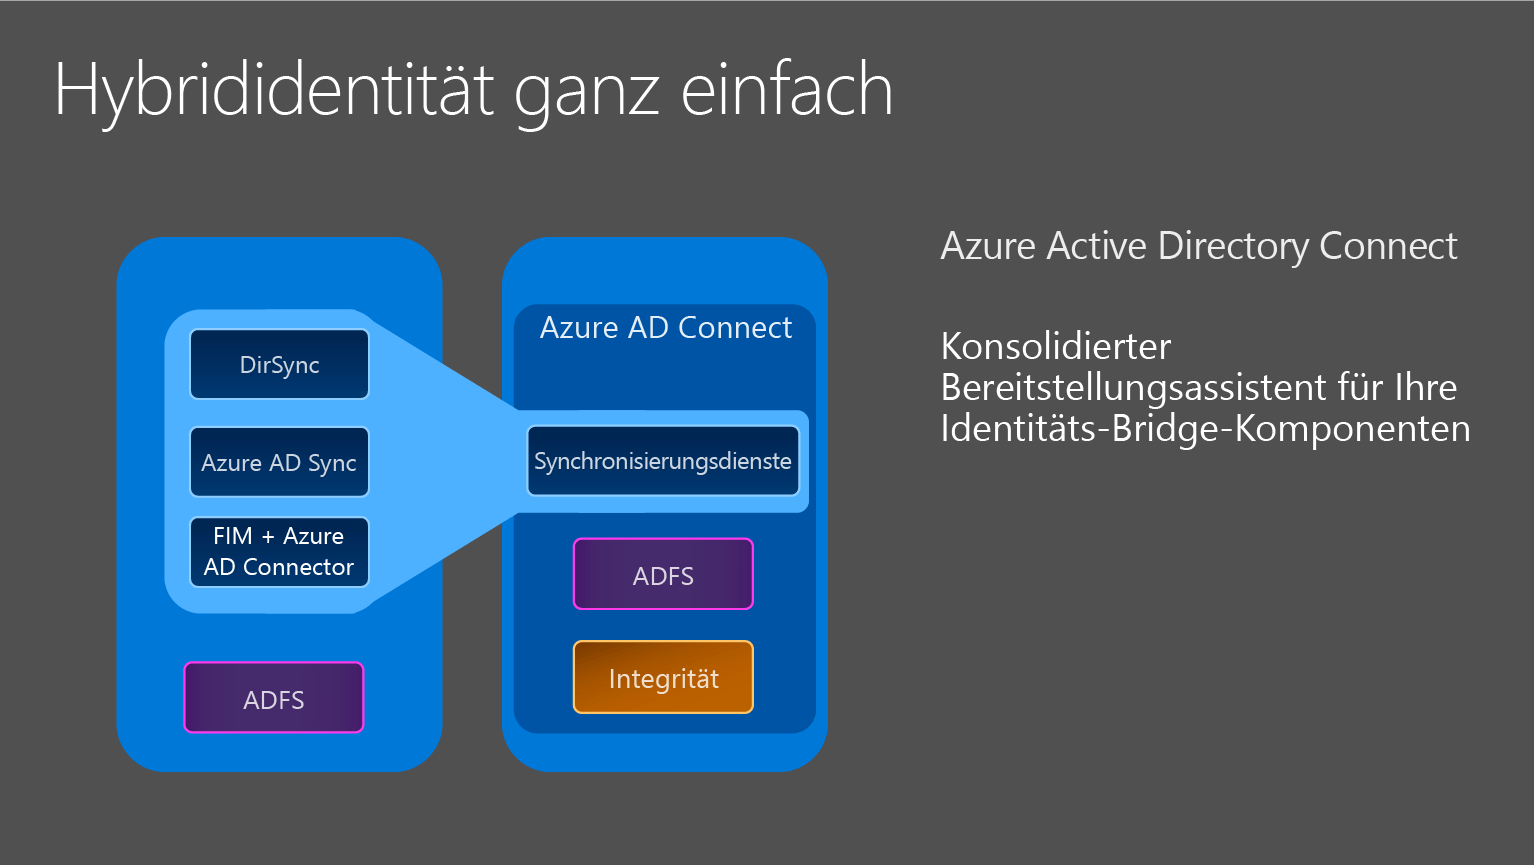 Hybrididentität ganz einfach
DirSync
Azure AD Sync
FIM + Azure
AD Connector
ADFS
Azure AD Connect
Synchronisierungsdienste
ADFS
Integrität
Azure Active Directory Connect
Konsolidierter
Bereitstellungsassistent für Ihre
Identitäts-Bridge-Komponenten